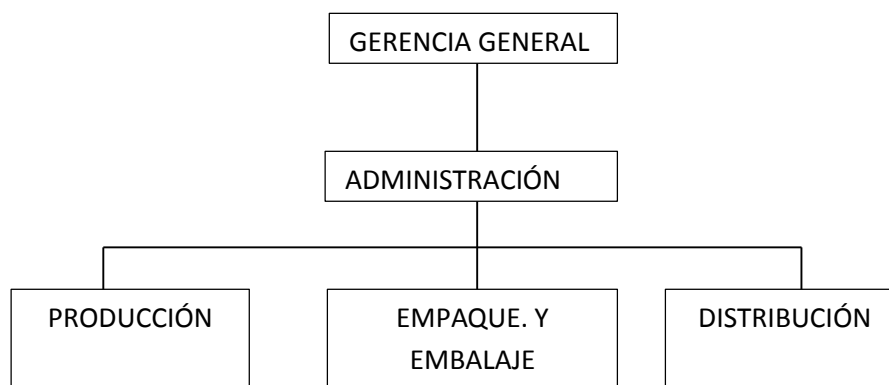 GERENCIA GENERAL
ADMINISTRACIÓN
PRODUCCIÓN
EMPAQUE. Y
EMBALAJE
DISTRIBUCIÓN